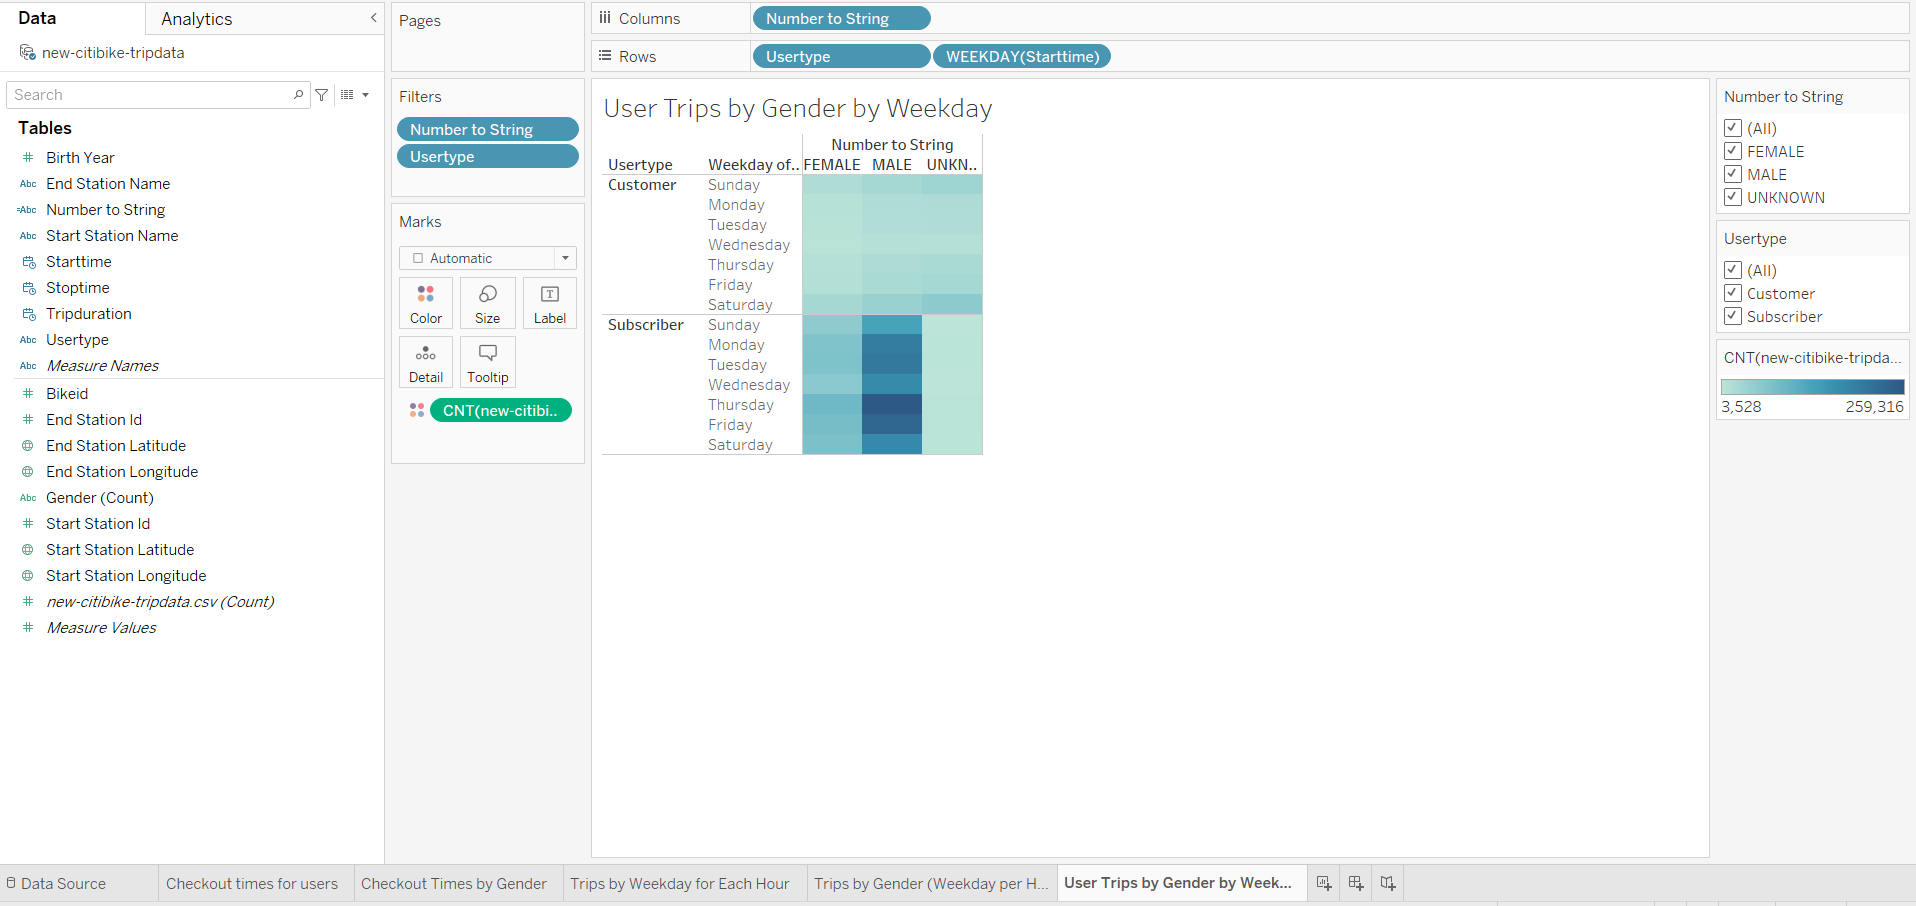 Data
Analytics
new-citibike-tripdata
Search
Tables
Birth Year
Abc End Station Name
=Abc Number to String
Abc Start Station Name
Starttime
Stoptime
Tripduration
Abc Usertype
Abc Measure Names
Bikeid
End Station Id
End Station Latitude
End Station Longitude
Abc Gender (Count)
Start Station Id
Start Station Latitude
Start Station Longitude
new-citibike-tripdata.csv (Count)
Measure Values
Pages
Filters
Number to String
Usertype
Marks
Automatic
Color Size Label
Detail Tooltip
CNT(new-citibi..
Columns Number to String
Rows Usertype WEEKDAY(Starttime)
User Trips by Gender by Weekday
Number to String
Usertype Weekday of.. FEMALE MALE UNKN..
Customer Sunday
Monday
Tuesday
Wednesday
Thursday
Friday
Saturday
Subscriber Sunday
Monday
Tuesday
Wednesday
Thursday
Friday
Saturday
Number to String
(All)
FEMALE
MALE
UNKNOWN
Usertype
(All)
Customer
Subscriber
CNT(new-citibike-tripda...
3,528 259,316
Data Source Checkout times for users Checkout Times by Gender Trips by Weekday for Each Hour Trips by Gender (Weekday per H... User Trips by Gender by Week...